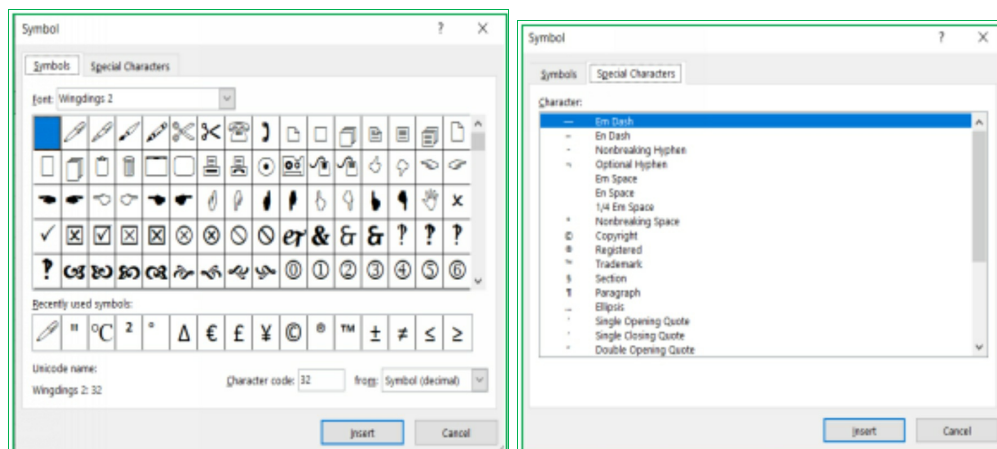 Symbol ? ×
Symbols Special Characters
Font: Wingdings 2
Recently used symbols:
" °C ² ° Δ € £ ¥ © ® ™ ± ≠ ≤ ≥
Unicode name:
Wingdings 2: 32
Character code: 32 from: Symbol (decimal)
Insert Cancel
Symbol ? ×
Symbols Special Characters
Character:
— Em Dash
– En Dash
- Nonbreaking Hyphen
¬ Optional Hyphen
Em Space
En Space
1/4 Em Space
° Nonbreaking Space
© Copyright
® Registered
™ Trademark
§ Section
¶ Paragraph
… Ellipsis
‘ Single Opening Quote
’ Single Closing Quote
“ Double Opening Quote
Insert Cancel